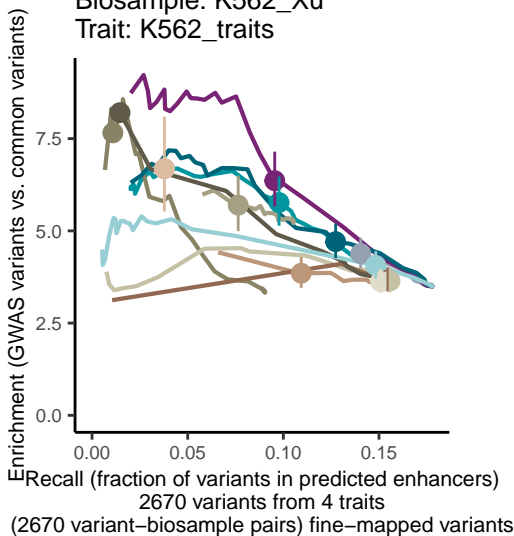 Biosample: K562_Xu
Trait: K562_traits
Enrichment (GWAS variants vs. common variants)
7.5
5.0
2.5
0.0
0.00 0.05 0.10 0.15
Recall (fraction of variants in predicted enhancers)
2670 variants from 4 traits
(2670 variant−biosample pairs) fine−mapped variants